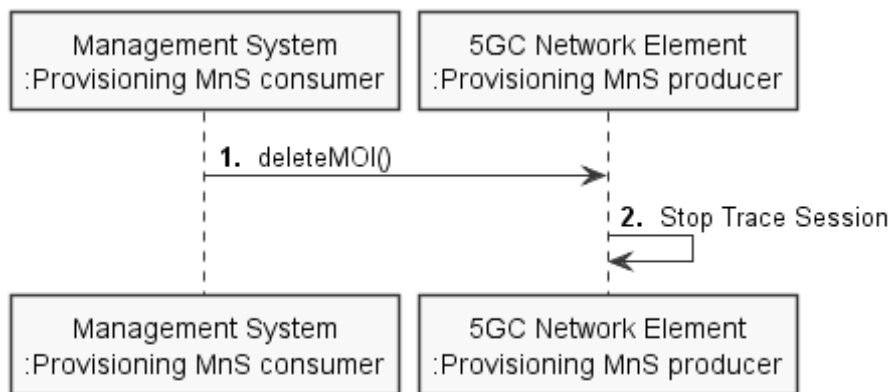 Management System
:Provisioning MnS consumer
5GC Network Element
:Provisioning MnS producer
1. deleteMOI()
2. Stop Trace Session
Management System
:Provisioning MnS consumer
5GC Network Element
:Provisioning MnS producer